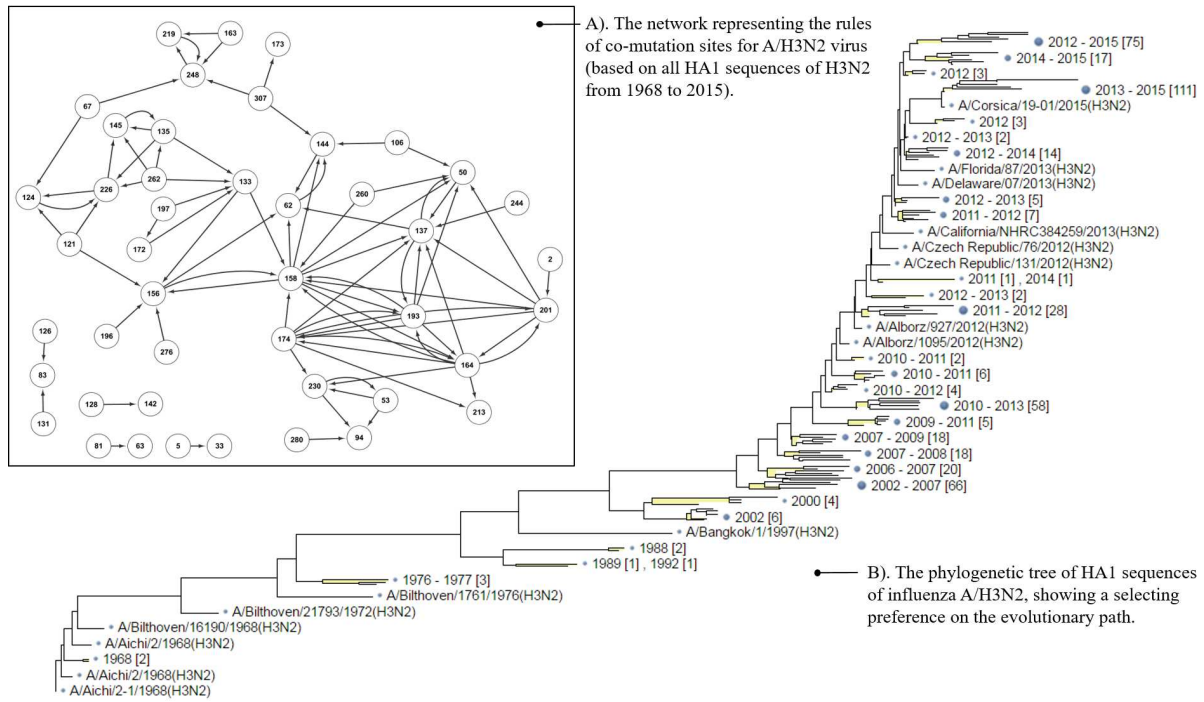 219
163
173
248
307
67
145
135
144
106
262
226
133
50
124
62
260
244
197
137
121
172
2
158
156
193
201
126
196
276
174
164
83
230
53
128
142
213
131
280
94
81
63
5
33
A). The network representing the rules
of co-mutation sites for A/H3N2 virus
(based on all HA1 sequences of H3N2
from 1968 to 2015).
2012 - 2015 [75]
2014 - 2015 [17]
2012 [3]
2013 - 2015 [111]
A/Corsica/19-01/2015(H3N2)
2012 [3]
2012 - 2013 [2]
2012 - 2014 [14]
A/Florida/87/2013(H3N2)
A/Delaware/07/2013(H3N2)
2012 - 2013 [5]
2011 - 2012 [7]
A/California/NHRC384259/2013(H3N2)
A/Czech Republic/76/2012(H3N2)
A/Czech Republic/131/2012(H3N2)
2011 [1] , 2014 [1]
2012 - 2013 [2]
2011 - 2012 [28]
A/Alborz/927/2012(H3N2)
A/Alborz/1095/2012(H3N2)
2010 - 2011 [2]
2010 - 2011 [6]
2010 - 2012 [4]
2010 - 2013 [58]
2009 - 2011 [5]
2007 - 2009 [18]
2007 - 2008 [18]
2006 - 2007 [20]
2002 - 2007 [66]
2000 [4]
2002 [6]
A/Bangkok/1/1997(H3N2)
1988 [2]
1989 [1] , 1992 [1]
1976 - 1977 [3]
A/Bilthoven/1761/1976(H3N2)
A/Bilthoven/21793/1972(H3N2)
A/Bilthoven/16190/1968(H3N2)
A/Aichi/2/1968(H3N2)
1968 [2]
A/Aichi/2/1968(H3N2)
A/Aichi/2-1/1968(H3N2)
B). The phylogenetic tree of HA1 sequences
of influenza A/H3N2, showing a selecting
preference on the evolutionary path.